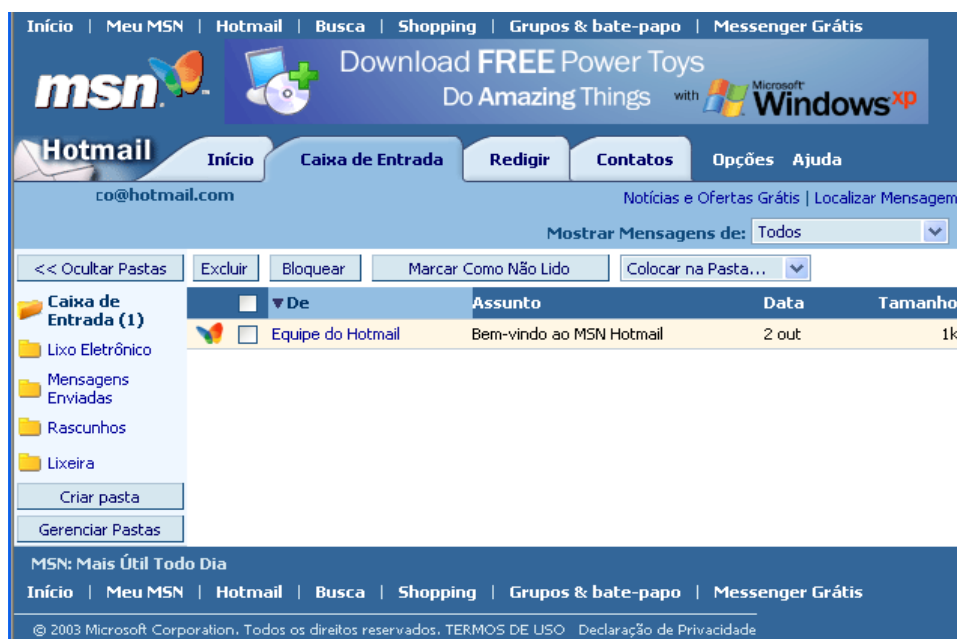 Início | Meu MSN | Hotmail | Busca | Shopping | Grupos & bate-papo | Messenger Grátis
msn
Download FREE Power Toys
Do Amazing Things with Microsoft Windows xp
Hotmail Início Caixa de Entrada Redigir Contatos Opções Ajuda
co@hotmail.com Notícias e Ofertas Grátis | Localizar Mensagem
Mostrar Mensagens de: Todos
<< Ocultar Pastas Excluir Bloquear Marcar Como Não Lido Colocar na Pasta...
Caixa de
Entrada (1)
De Assunto Data Tamanho
Equipe do Hotmail Bem-vindo ao MSN Hotmail 2 out 1k
Lixo Eletrônico
Mensagens
Enviadas
Rascunhos
Lixeira
Criar pasta
Gerenciar Pastas
MSN: Mais Útil Todo Dia
Início | Meu MSN | Hotmail | Busca | Shopping | Grupos & bate-papo | Messenger Grátis
© 2003 Microsoft Corporation. Todos os direitos reservados. TERMOS DE USO Declaração de Privacidade